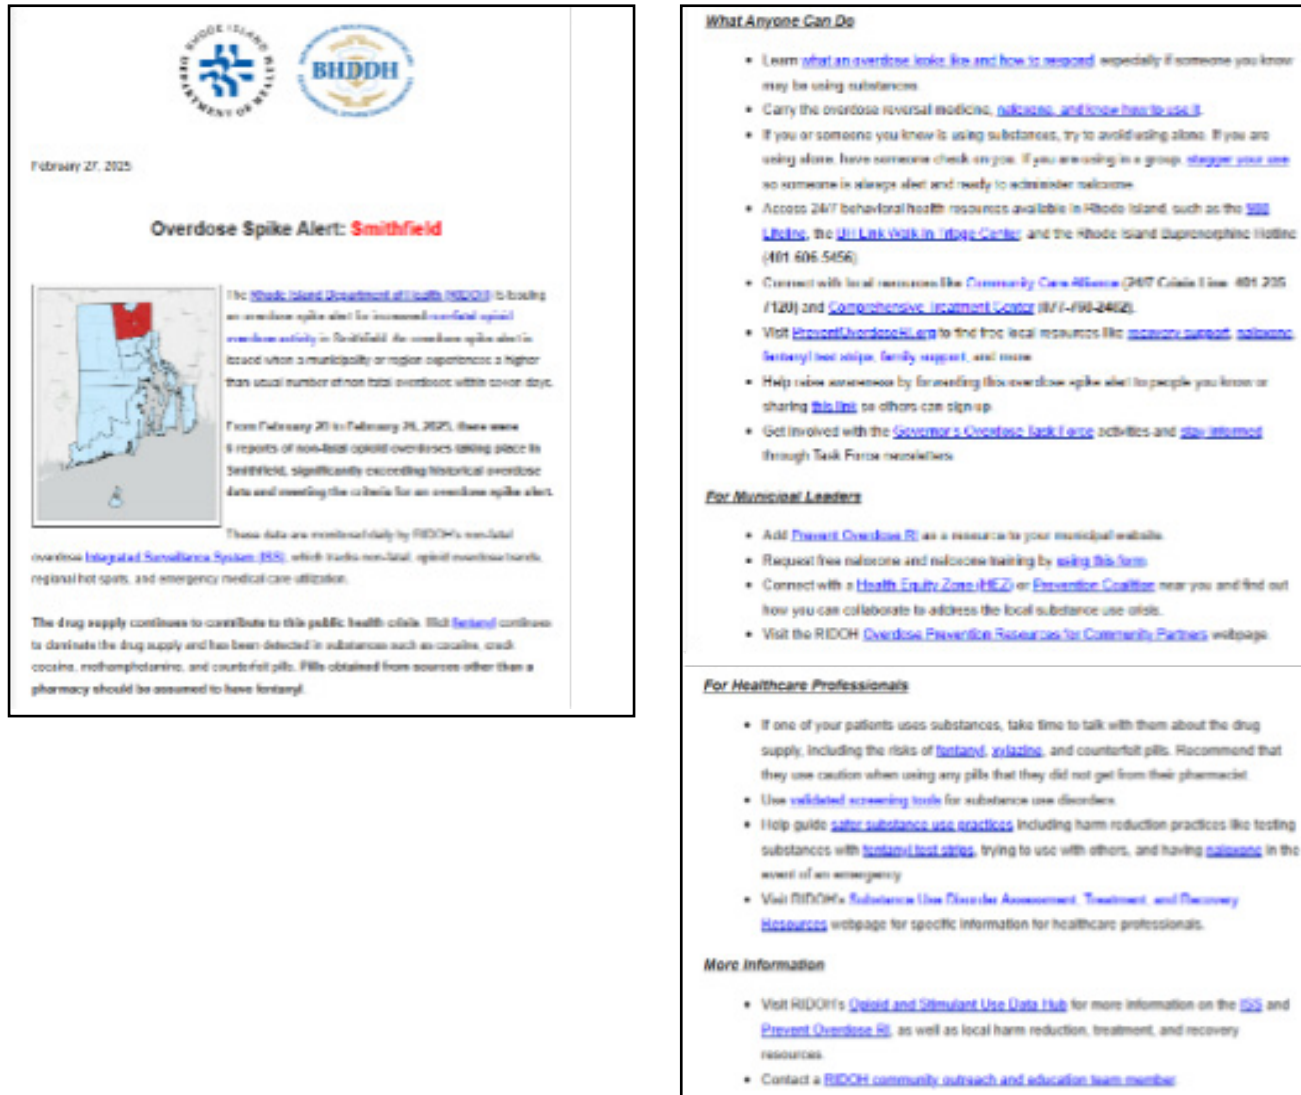 RHODE ISLAND
DEPARTMENT OF HEALTH
BHDDH
February 27, 2025
Overdose Spike Alert: Smithfield
The Rhode Island Department of Health (RIDOH) is issuing
an overdose spike alert for increased non-fatal opioid
overdose activity in Smithfield. An overdose spike alert is
issued when a municipality or region experiences a higher
than usual number of non-fatal overdoses within seven days.
From February 20 to February 26, 2025, there were
6 reports of non-fatal opioid overdoses taking place in
Smithfield, significantly exceeding historical overdose
data and meeting the criteria for an overdose spike alert.
These data are monitored daily by RIDOH's non-fatal
overdose Integrated Surveillance System (ISS), which tracks non-fatal, opioid overdose trends,
regional hot spots, and emergency medical care utilization.
The drug supply continues to contribute to this public health crisis. Illicit fentanyl continues
to dominate the drug supply and has been detected in substances such as cocaine, crack
cocaine, methamphetamine, and counterfeit pills. Pills obtained from sources other than a
pharmacy should be assumed to have fentanyl.
What Anyone Can Do
• Learn what an overdose looks like and how to respond, especially if someone you know
may be using substances.
• Carry the overdose reversal medicine, naloxone, and know how to use it.
• If you or someone you know is using substances, try to avoid using alone. If you are
using alone, have someone check on you. If you are using in a group, stagger your use
so someone is always alert and ready to administer naloxone.
• Access 24/7 behavioral health resources available in Rhode Island, such as the 988
Lifeline, the BH Link Walk-In Triage Center, and the Rhode Island Buprenorphine Hotline
(401-606-5456)
• Connect with local resources like Community Care Alliance (24/7 Crisis Line: 401-235-
7120) and Comprehensive Treatment Center
• Visit PreventOverdoseRI.org to find free local resources like recovery support, naloxone,
fentanyl test strips, family support, and more.
• Help raise awareness by forwarding this overdose spike alert to people you know or
sharing this link so others can sign-up.
• Get involved with the Governor's Overdose Task Force activities and stay informed
through Task Force newsletters.
For Municipal Leaders
• Add Prevent Overdose RI as a resource to your municipal website.
• Request free naloxone and naloxone training by using this form.
• Connect with a Health Equity Zone (HEZ) or Prevention Coalition near you and find out
how you can collaborate to address the local substance use crisis.
• Visit the RIDOH Overdose Prevention Resources for Community Partners webpage.
For Healthcare Professionals
• If one of your patients uses substances, take time to talk with them about the drug
supply, including the risks of fentanyl, xylazine, and counterfeit pills. Recommend that
they use caution when using any pills that they did not get from their pharmacist.
• Use validated screening tools for substance use disorders.
• Help guide safer substance use practices including harm reduction practices like testing
substances with fentanyl test strips, trying to use with others, and having naloxone in the
event of an emergency.
• Visit RIDOH's Substance Use Disorder Assessment, Treatment, and Recovery
Resources webpage for specific information for healthcare professionals.
More Information
• Visit RIDOH's Opioid and Stimulant Use Data Hub for more information on the ISS and
Prevent Overdose RI, as well as local harm reduction, treatment, and recovery
resources.
• Contact a RIDOH community outreach and education team member